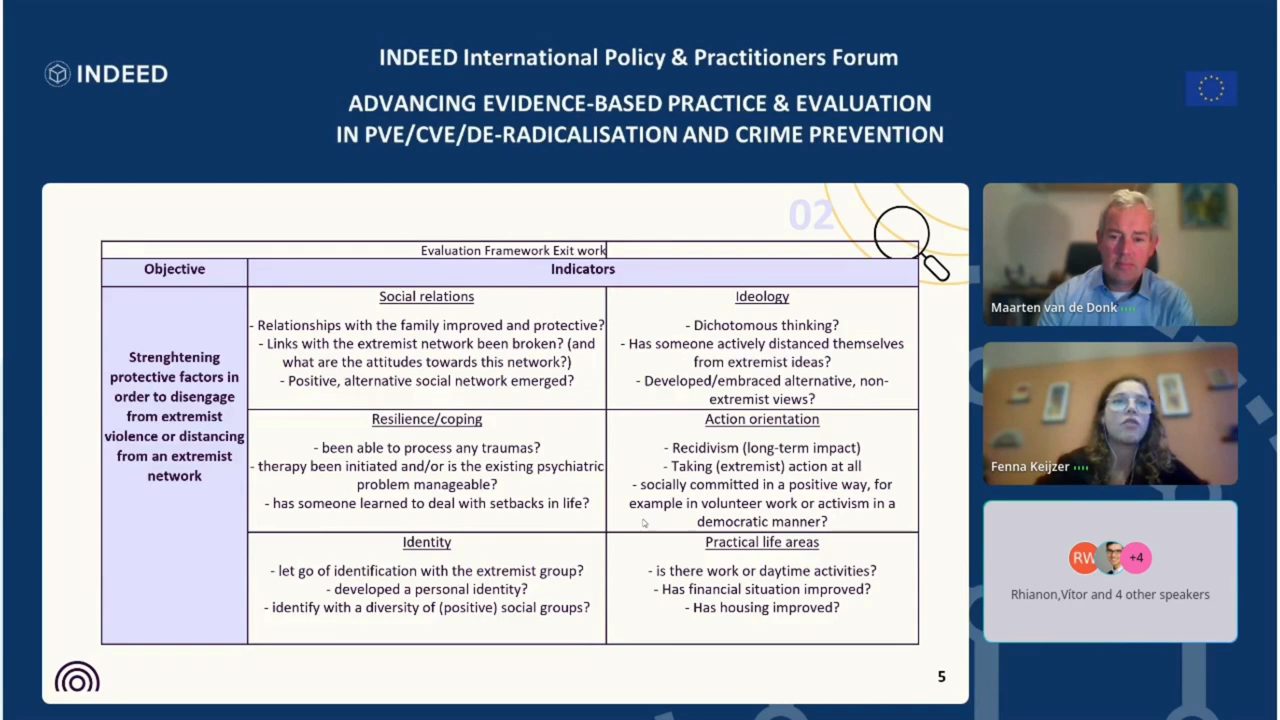 INDEED International Policy & Practitioners Forum
INDEED
ADVANCING EVIDENCE-BASED PRACTICE & EVALUATION
IN PVE/CVE/DE-RADICALISATION AND CRIME PREVENTION
02
Evaluation Framework Exit work
Objective
Indicators
Strenghtening
protective factors in
order to disengage
from extremist
violence or distancing
from an extremist
network
Social relations
- Relationships with the family improved and protective?
- Links with the extremist network been broken? (and
what are the attitudes towards this network?)
- Positive, alternative social network emerged?
Ideology
- Dichotomous thinking?
- Has someone actively distanced themselves
from extremist ideas?
- Developed/embraced alternative, non-
extremist views?
Resilience/coping
- been able to process any traumas?
- therapy been initiated and/or is the existing psychiatric
problem manageable?
- has someone learned to deal with setbacks in life?
Action orientation
- Recidivism (long-term impact)
- Taking (extremist) action at all
- socially committed in a positive way, for
example in volunteer work or activism in a
democratic manner?
Identity
- let go of identification with the extremist group?
- developed a personal identity?
- identify with a diversity of (positive) social groups?
Practical life areas
- is there work or daytime activities?
- Has financial situation improved?
- Has housing improved?
5
Maarten van de Donk
Fenna Keijzer
RW
+4
Rhianon,Vítor and 4 other speakers